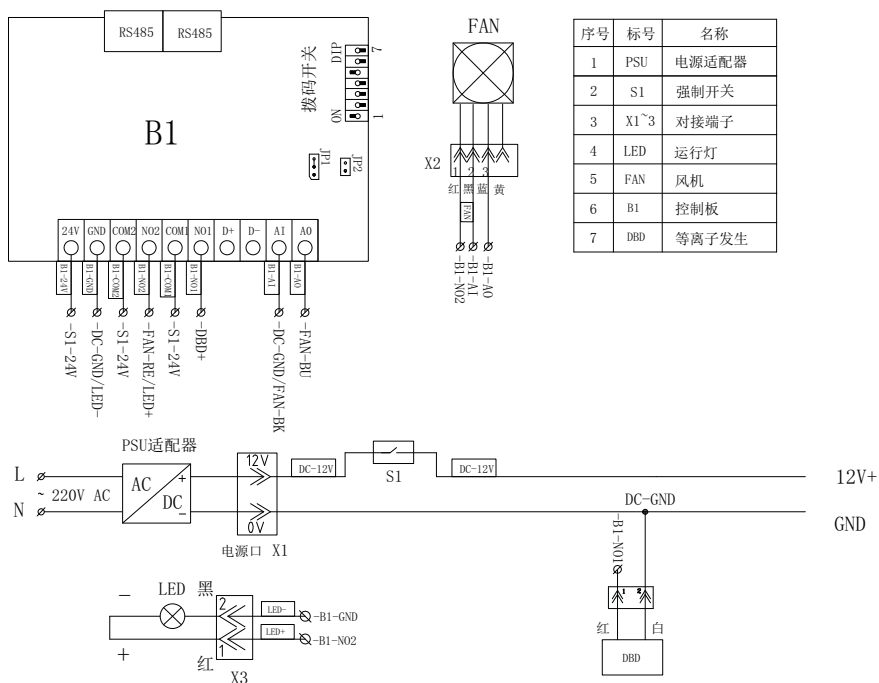 RS485 RS485
DIP 7
拨码开关
ON 1
B1
JP1 JP2
24V GND COM2 NO2 COM1 NO1 D+ D- AI AO
B1-24V B1-GND B1-COM2 B1-NO2 B1-COM1 B1-NO1 B1-AI B1-AO
-S1-24V
-DC-GND/LED-
-S1-24V
-FAN-RE/LED+
-S1-24V
-DBD+
-DC-GND/FAN-BK
-FAN-BU
FAN
X2
1 2 3
红 黑 蓝 黄
FAN
-B1-NO2
-B1-AI
-B1-AO
序号 标号 名称
1 PSU 电源适配器
2 S1 强制开关
3 X1~3 对接端子
4 LED 运行灯
5 FAN 风机
6 B1 控制板
7 DBD 等离子发生
PSU适配器
L
~ 220V AC
N
AC + DC -
12V
0V
电源口 X1
DC-12V
S1
DC-12V
12V+
DC-GND
GND
-B1-NO1
1 2
红 白
DBD
- LED 黑
2
LED- -B1-GND
LED+ -B1-NO2
+ 红 1
X3